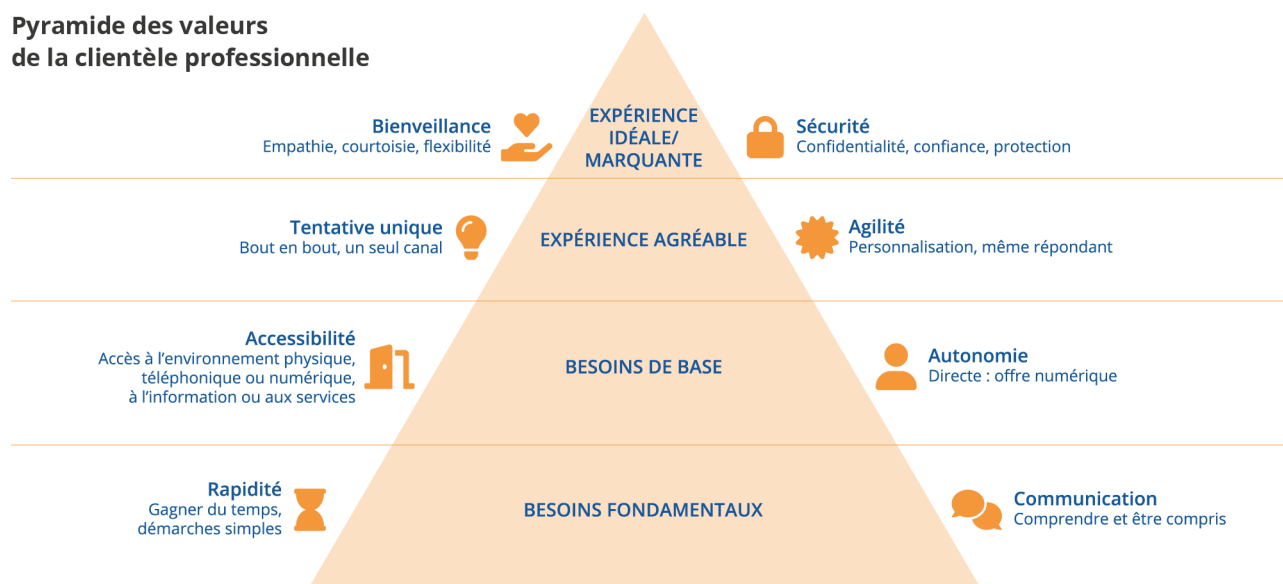 Pyramide des valeurs
de la clientèle professionnelle
Bienveillance
Empathie, courtoisie, flexibilité
EXPÉRIENCE
IDÉALE/
MARQUANTE
Sécurité
Confidentialité, confiance, protection
Tentative unique
Bout en bout, un seul canal
EXPÉRIENCE AGRÉABLE
Agilité
Personnalisation, même répondant
Accessibilité
Accès à l’environnement physique,
téléphonique ou numérique,
à l’information ou aux services
BESOINS DE BASE
Autonomie
Directe : offre numérique
Rapidité
Gagner du temps,
démarches simples
BESOINS FONDAMENTAUX
Communication
Comprendre et être compris